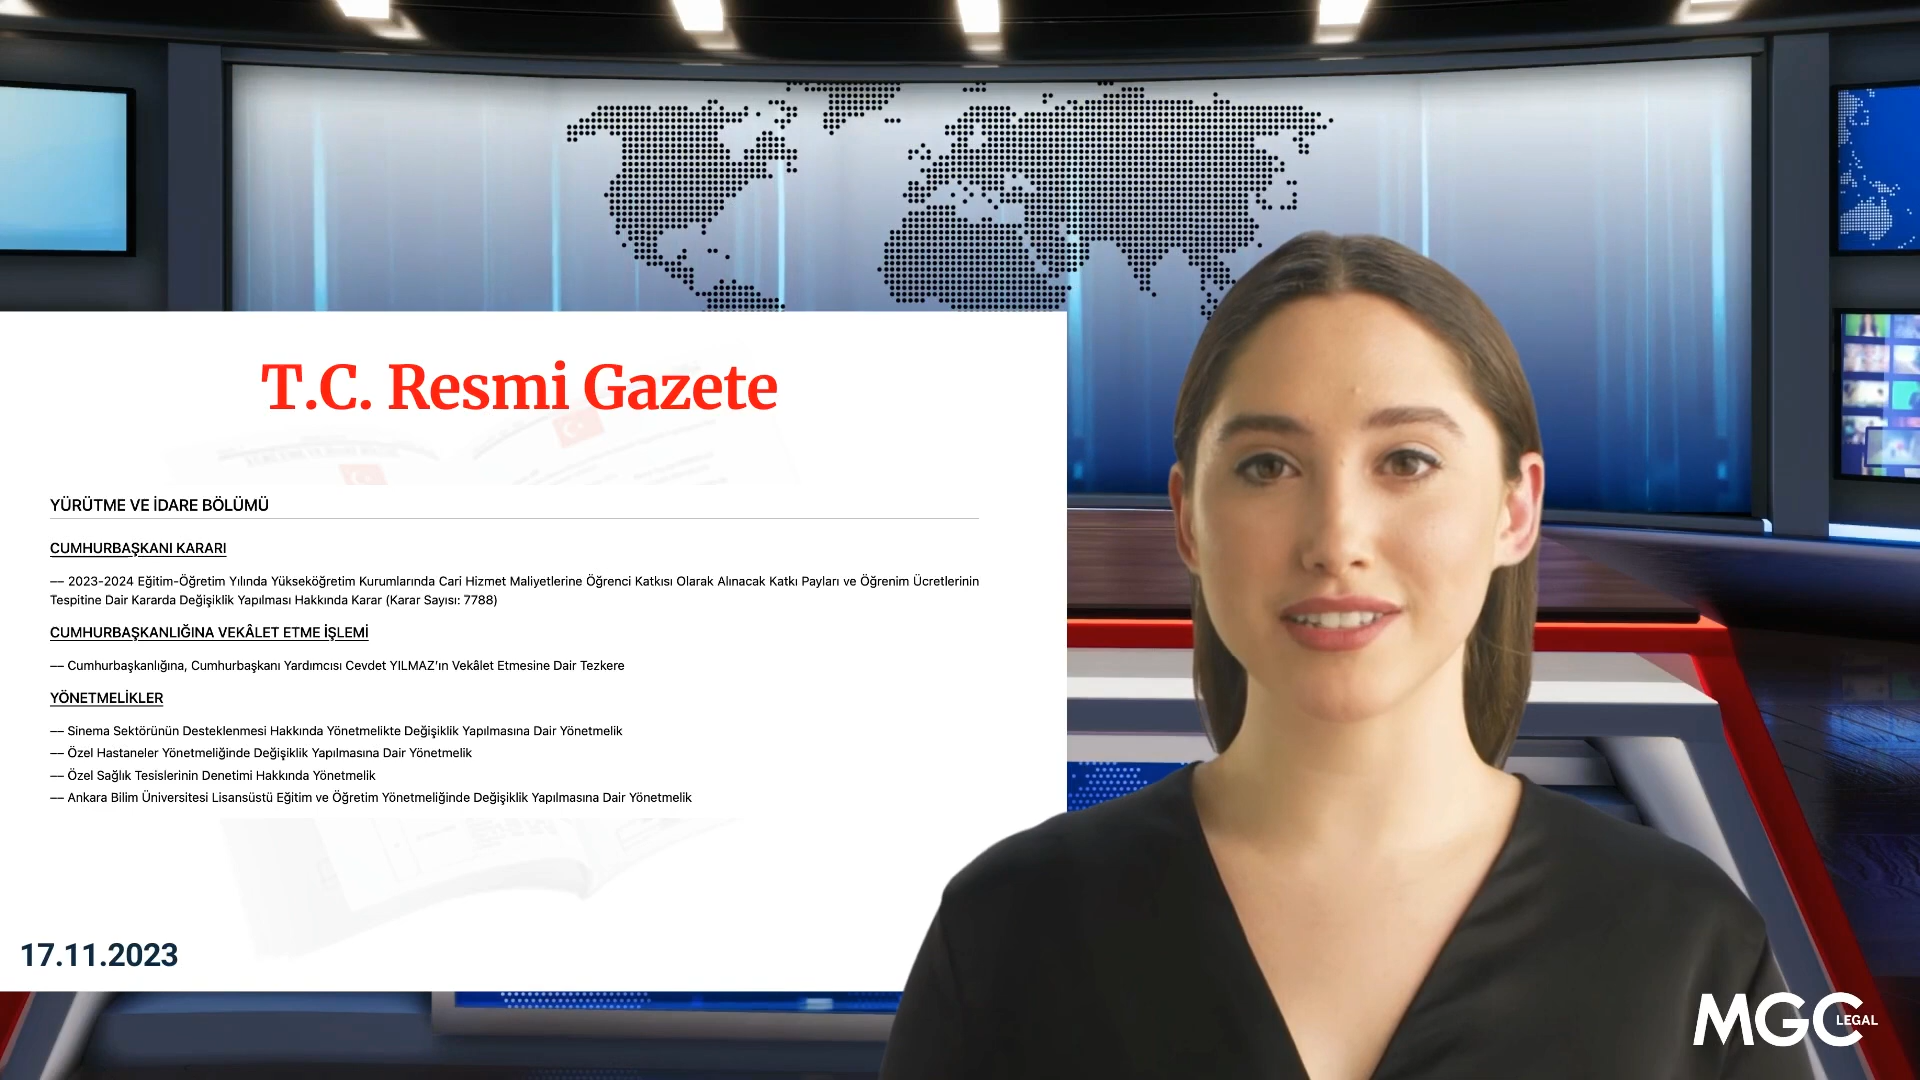 T.C. Resmi Gazete
YÜRÜTME VE İDARE BÖLÜMÜ
CUMHURBAŞKANI KARARI
–– 2023-2024 Eğitim-Öğretim Yılında Yükseköğretim Kurumlarında Cari Hizmet Maliyetlerine Öğrenci Katkısı Olarak Alınacak Katkı Payları ve Öğrenim Ücretlerinin
Tespitine Dair Kararda Değişiklik Yapılması Hakkında Karar (Karar Sayısı: 7788)
CUMHURBAŞKANLIĞINA VEKÂLET ETME İŞLEMİ
–– Cumhurbaşkanlığına, Cumhurbaşkanı Yardımcısı Cevdet YILMAZ'ın Vekâlet Etmesine Dair Tezkere
YÖNETMELİKLER
–– Sinema Sektörünün Desteklenmesi Hakkında Yönetmelikte Değişiklik Yapılmasına Dair Yönetmelik
–– Özel Hastaneler Yönetmeliğinde Değişiklik Yapılmasına Dair Yönetmelik
–– Özel Sağlık Tesislerinin Denetimi Hakkında Yönetmelik
–– Ankara Bilim Üniversitesi Lisansüstü Eğitim ve Öğretim Yönetmeliğinde Değişiklik Yapılmasına Dair Yönetmelik
17.11.2023
MGC LEGAL